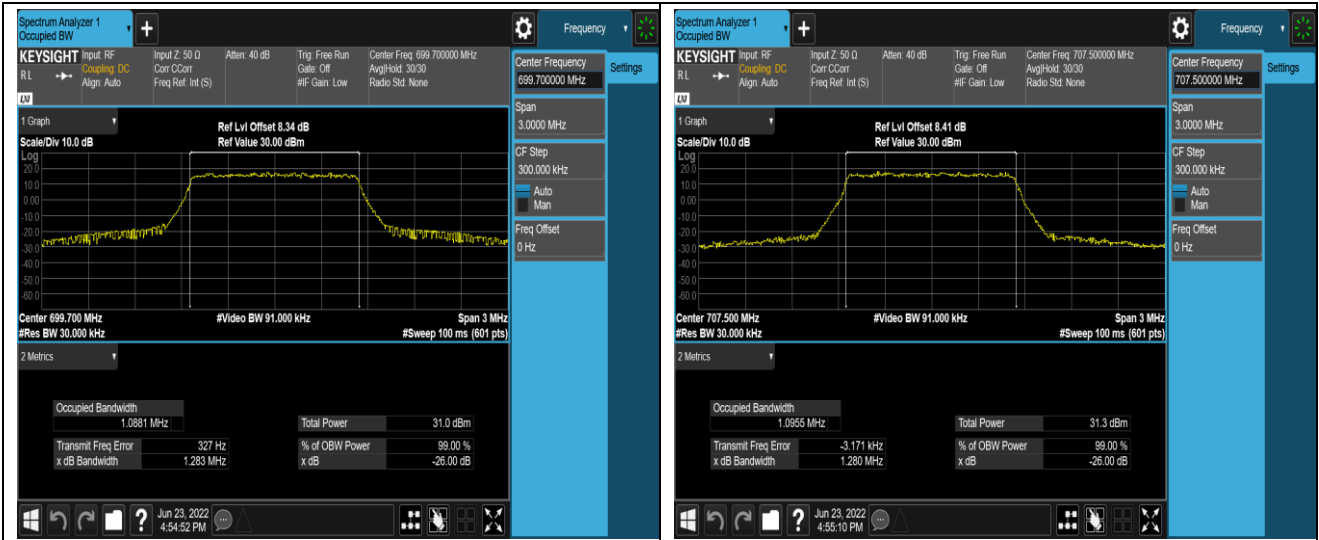 Spectrum Analyzer 1
Occupied BW
+
Frequency
KEYSIGHT Input: RF Input Z: 50 Ω Atten: 40 dB Trig: Free Run Center Freq: 699.700000 MHz
Coupling: DC Corr CCorr Gate: Off Avg|Hold: 30/30
RL Align: Auto Freq Ref: Int (S) #IF Gain: Low Radio Std: None
LXI
Center Frequency
699.700000 MHz
Settings
Span
3.0000 MHz
CF Step
300.000 kHz
Auto
Man
Freq Offset
0 Hz
1 Graph
Ref Lvl Offset 8.34 dB
Scale/Div 10.0 dB Ref Value 30.00 dBm
Log
20.0
10.0
0.00
-10.0
-20.0
-30.0
-40.0
-50.0
-60.0
Center 699.700 MHz #Video BW 91.000 kHz Span 3 MHz
#Res BW 30.000 kHz #Sweep 100 ms (601 pts)
2 Metrics
Occupied Bandwidth
1.0881 MHz Total Power 31.0 dBm
Transmit Freq Error 327 Hz % of OBW Power 99.00 %
x dB Bandwidth 1.283 MHz x dB -26.00 dB
?
Jun 23, 2022
4:54:52 PM
Spectrum Analyzer 1
Occupied BW
+
Frequency
KEYSIGHT Input: RF Input Z: 50 Ω Atten: 40 dB Trig: Free Run Center Freq: 707.500000 MHz
Coupling: DC Corr CCorr Gate: Off Avg|Hold: 30/30
RL Align: Auto Freq Ref: Int (S) #IF Gain: Low Radio Std: None
LXI
Center Frequency
707.500000 MHz
Settings
Span
3.0000 MHz
CF Step
300.000 kHz
Auto
Man
Freq Offset
0 Hz
1 Graph
Ref Lvl Offset 8.41 dB
Scale/Div 10.0 dB Ref Value 30.00 dBm
Log
20.0
10.0
0.00
-10.0
-20.0
-30.0
-40.0
-50.0
-60.0
Center 707.500 MHz #Video BW 91.000 kHz Span 3 MHz
#Res BW 30.000 kHz #Sweep 100 ms (601 pts)
2 Metrics
Occupied Bandwidth
1.0955 MHz Total Power 31.3 dBm
Transmit Freq Error -3.171 kHz % of OBW Power 99.00 %
x dB Bandwidth 1.280 MHz x dB -26.00 dB
?
Jun 23, 2022
4:55:10 PM